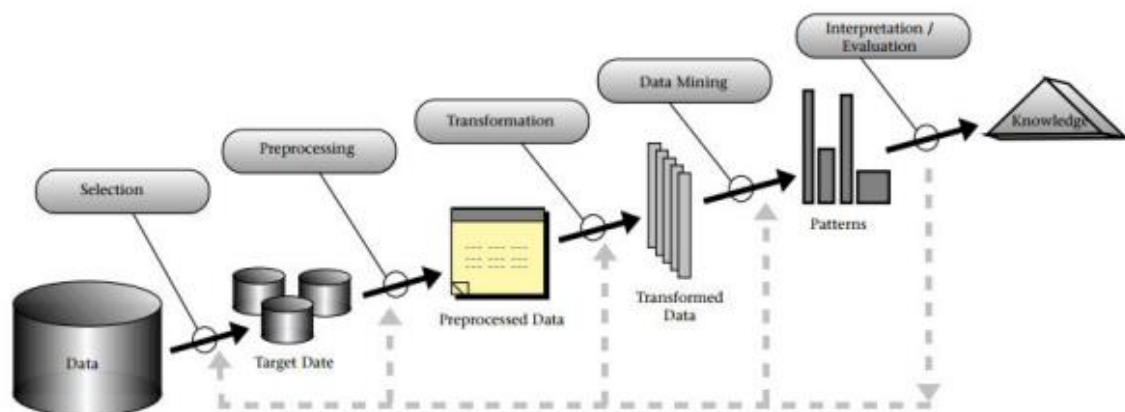 Interpretation /
Evaluation
Data Mining
Transformation
Preprocessing
Selection
Knowledge
Patterns
Transformed
Data
Preprocessed Data
Target Date
Data